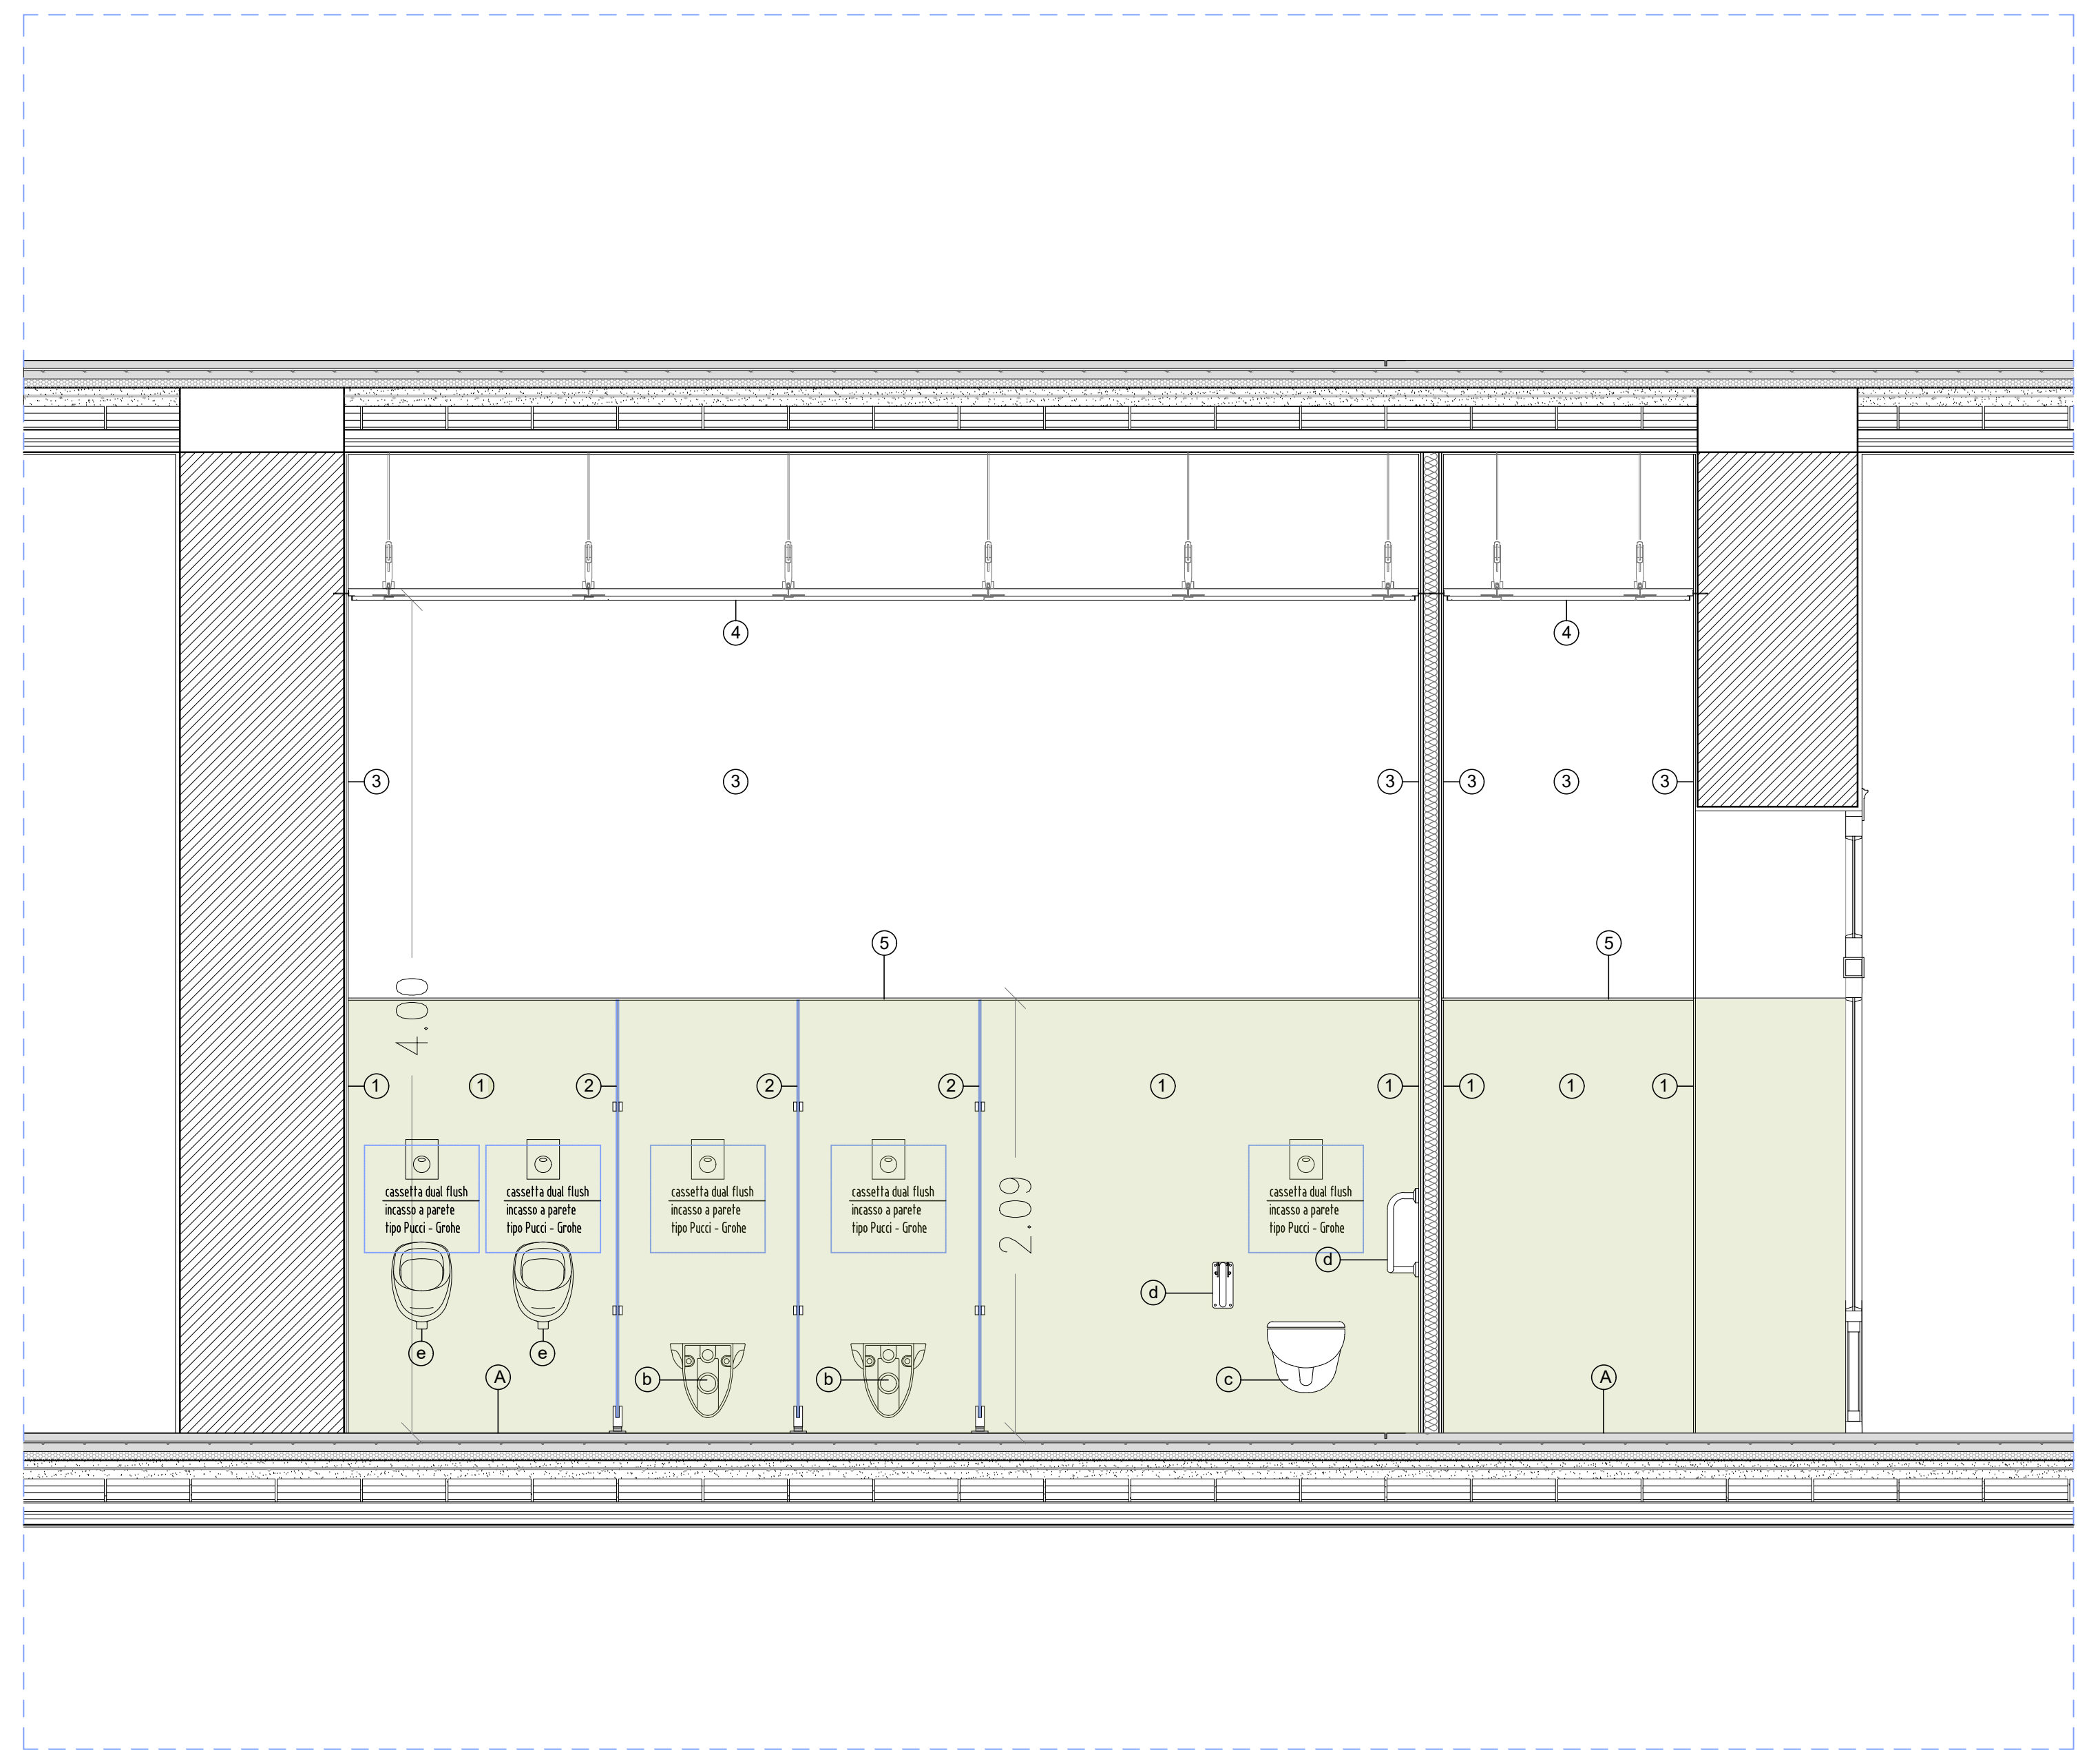 4
4
3
3
3
3
3
3
5
5
4.00
1
1
2
2
2
1
1
1
1
1
cassetta dual flush
incasso a parete
tipo Pucci - Grohe
cassetta dual flush
incasso a parete
tipo Pucci - Grohe
cassetta dual flush
incasso a parete
tipo Pucci - Grohe
cassetta dual flush
incasso a parete
tipo Pucci - Grohe
2.09
cassetta dual flush
incasso a parete
tipo Pucci - Grohe
d
d
e
e
b
b
c
A
A